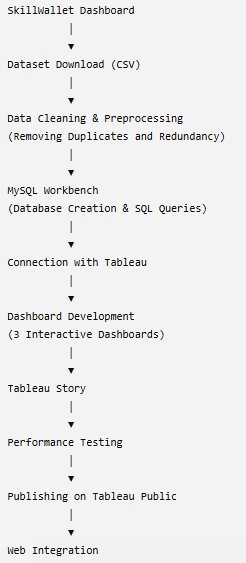 SkillWallet Dashboard
│
▼
Dataset Download (CSV)
│
▼
Data Cleaning & Preprocessing
(Removing Duplicates and Redundancy)
│
▼
MySQL Workbench
(Database Creation & SQL Queries)
│
▼
Connection with Tableau
│
▼
Dashboard Development
(3 Interactive Dashboards)
│
▼
Tableau Story
│
▼
Performance Testing
│
▼
Publishing on Tableau Public
│
▼
Web Integration